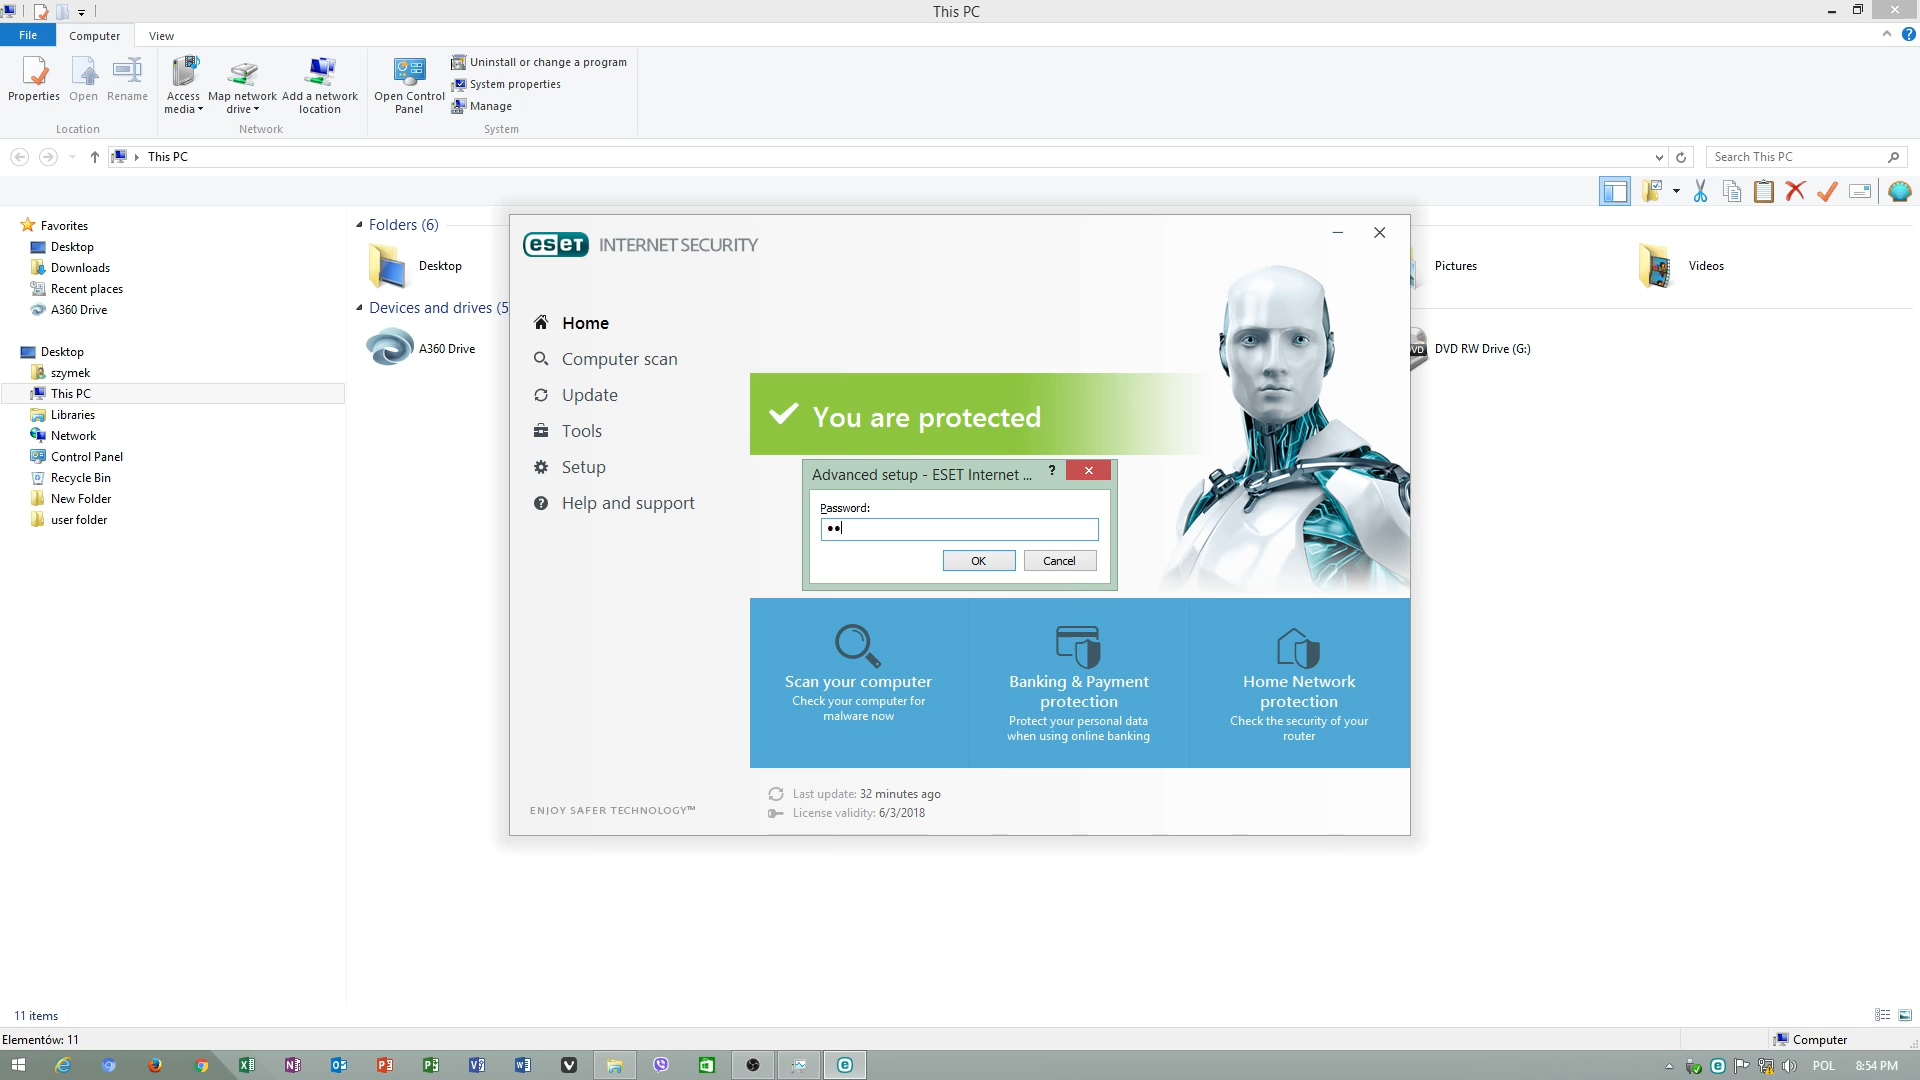 This PC
File
Computer
View
Properties
Open
Rename
Access media
Map network drive
Add a network location
Open Control Panel
Uninstall or change a program
System properties
Manage
Location
Network
System
This PC
Search This PC
Favorites
Desktop
Downloads
Recent places
A360 Drive
Desktop
szymek
This PC
Libraries
Network
Control Panel
Recycle Bin
New Folder
user folder
Folders (6)
Desktop
Pictures
Videos
Devices and drives (5
A360 Drive
DVD RW Drive (G:)
eset INTERNET SECURITY
Home
Computer scan
Update
Tools
Setup
Help and support
You are protected
Advanced setup - ESET Internet ...
?
Password:
OK
Cancel
Scan your computer
Check your computer for
malware now
Banking & Payment
protection
Protect your personal data
when using online banking
Home Network
protection
Check the security of your
router
Last update: 32 minutes ago
License validity: 6/3/2018
ENJOY SAFER TECHNOLOGY™
11 items
Elementów: 11
Computer
POL
8:54 PM